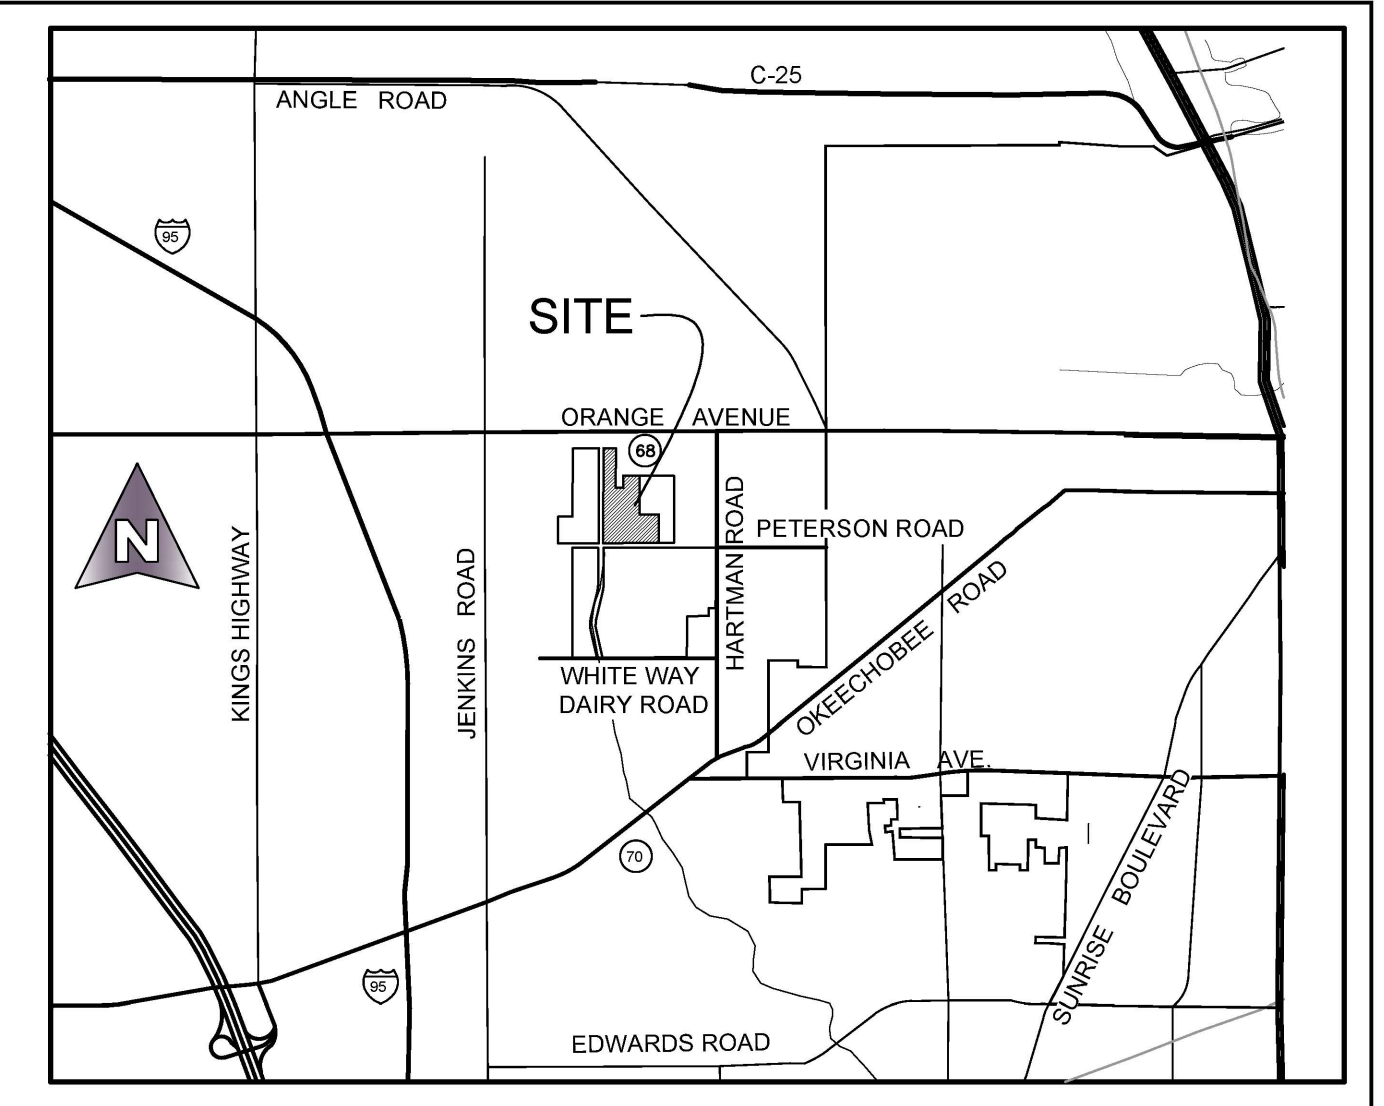 C-25
ANGLE ROAD
95
SITE
ORANGE AVENUE
68
N
KINGS HIGHWAY
JENKINS ROAD
HARTMAN ROAD
PETERSON ROAD
OKEECHOBEE ROAD
WHITE WAY
DAIRY ROAD
VIRGINIA AVE.
70
SUNRISE BOULEVARD
95
EDWARDS ROAD